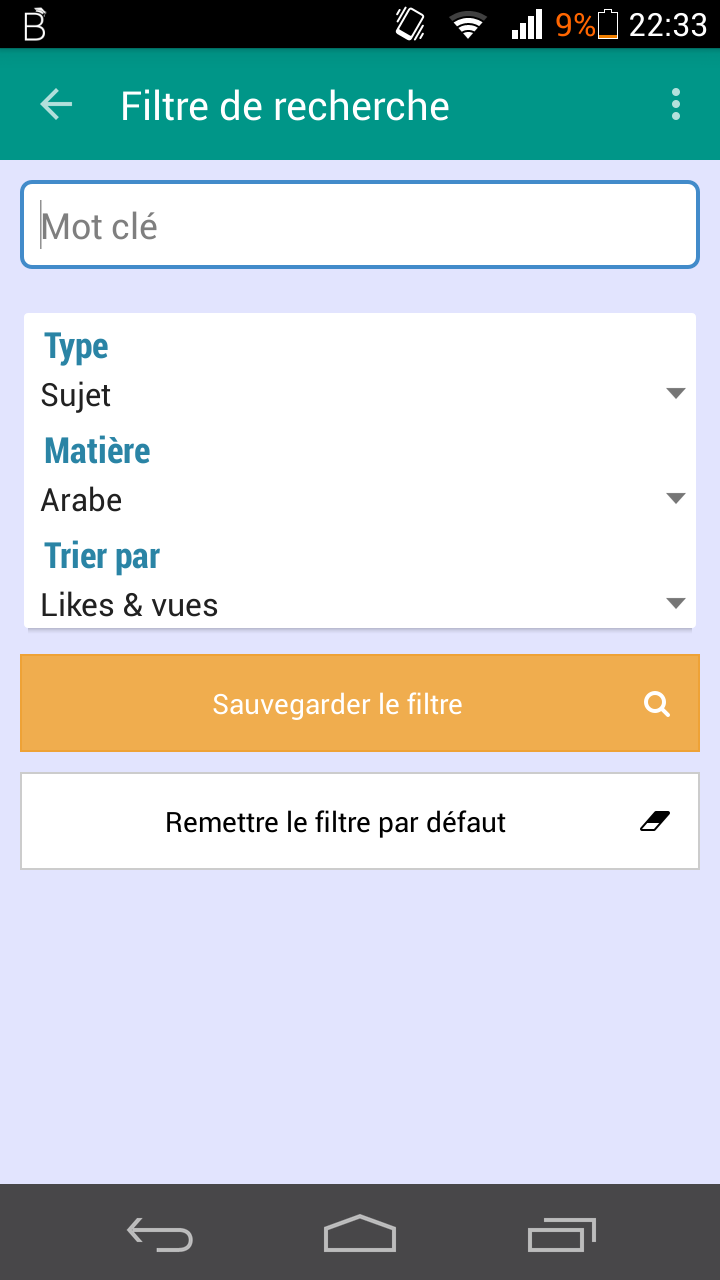 B
9% 22:33
Filtre de recherche
Mot clé
Type
Sujet
Matière
Arabe
Trier par
Likes & vues
Sauvegarder le filtre
Remettre le filtre par défaut